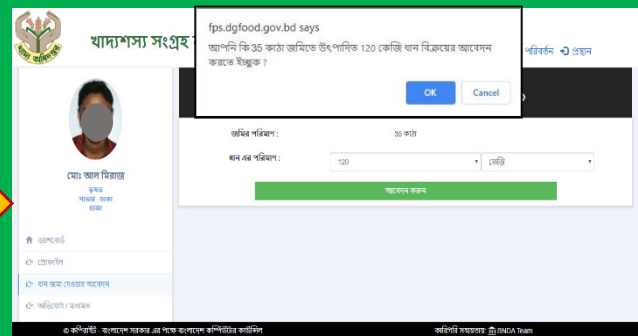 খাদ্যশস্য সংগ্রহ
fps.dgfood.gov.bd says
আপনি কি 35 কাঠা জমিতে উৎপাদিত 120 কেজি ধান বিক্রয়ের আবেদন
করতে ইচ্ছুক ?
OK Cancel
পরিবর্তন প্রস্থান
জমির পরিমাণ : 35 কাঠা
ধান এর পরিমাণ : 120 কেজি
আবেদন করুন
মোঃ আল মিরাজ
কৃষক
সাভার - ঢাকা
ঢাকা
ড্যাশবোর্ড
প্রোফাইল
ধান জমা দেওয়ার আবেদন
অভিযোগ / মতামত
© কপিরাইট - বাংলাদেশ সরকার এর পক্ষে বাংলাদেশ কম্পিউটার কাউন্সিল
কারিগরি সহায়তায়: BNDA Team